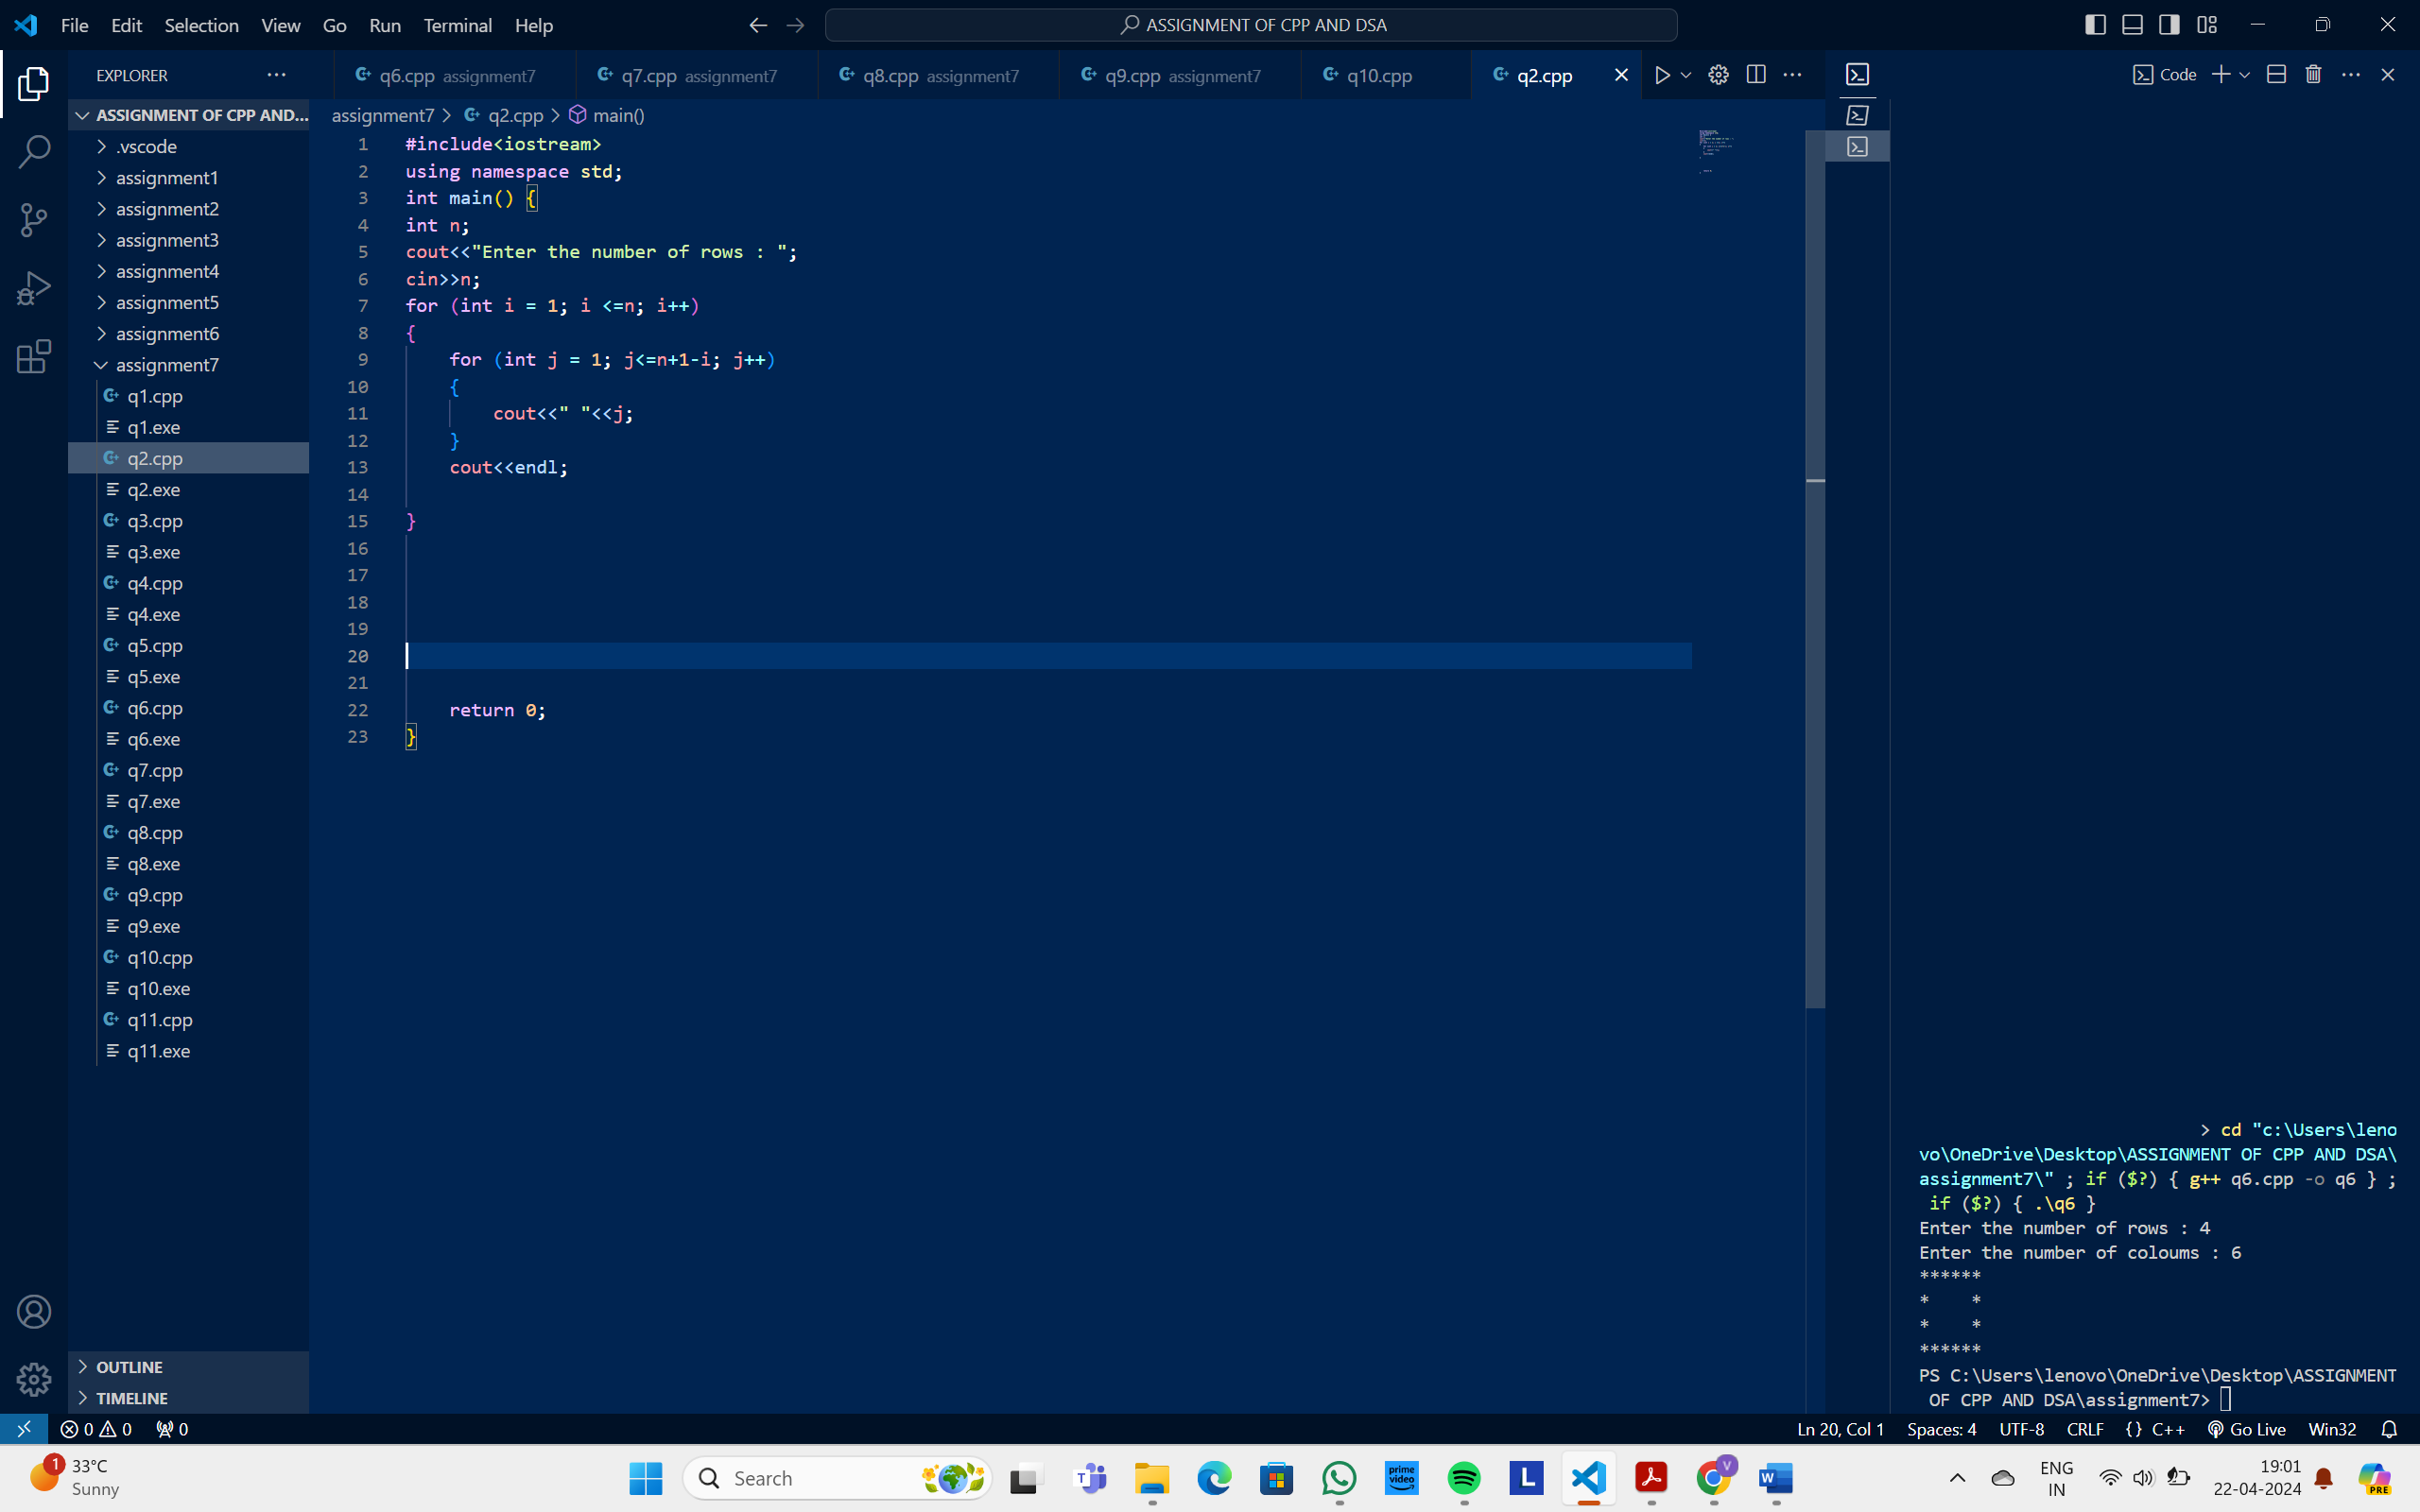 File Edit Selection View Go Run Terminal Help
ASSIGNMENT OF CPP AND DSA
EXPLORER
q6.cpp assignment7
q7.cpp assignment7
q8.cpp assignment7
q9.cpp assignment7
q10.cpp
q2.cpp
Code
ASSIGNMENT OF CPP AND...
.vscode
assignment1
assignment2
assignment3
assignment4
assignment5
assignment6
assignment7
q1.cpp
q1.exe
q2.cpp
q2.exe
q3.cpp
q3.exe
q4.cpp
q4.exe
q5.cpp
q5.exe
q6.cpp
q6.exe
q7.cpp
q7.exe
q8.cpp
q8.exe
q9.cpp
q9.exe
q10.cpp
q10.exe
q11.cpp
q11.exe
OUTLINE
TIMELINE
assignment7 > q2.cpp > main()
1 #include<iostream>
2 using namespace std;
3 int main() {
4 int n;
5 cout<<"Enter the number of rows : ";
6 cin>>n;
7 for (int i = 1; i <=n; i++)
8 {
9 for (int j = 1; j<=n+1-i; j++)
10 {
11 cout<<" "<<j;
12 }
13 cout<<endl;
14
15 }
16
17
18
19
20
21
22 return 0;
23 }
> cd "c:\Users\leno
vo\OneDrive\Desktop\ASSIGNMENT OF CPP AND DSA\
assignment7\" ; if ($?) { g++ q6.cpp -o q6 } ;
if ($?) { .\q6 }
Enter the number of rows : 4
Enter the number of coloums : 6
******
*    *
*    *
******
PS C:\Users\lenovo\OneDrive\Desktop\ASSIGNMENT
OF CPP AND DSA\assignment7>
0 0 0
Ln 20, Col 1 Spaces: 4 UTF-8 CRLF {} C++ Go Live Win32
1
33°C
Sunny
Search
T
prime video
L
V
W
ENG
IN
19:01
22-04-2024
PRE